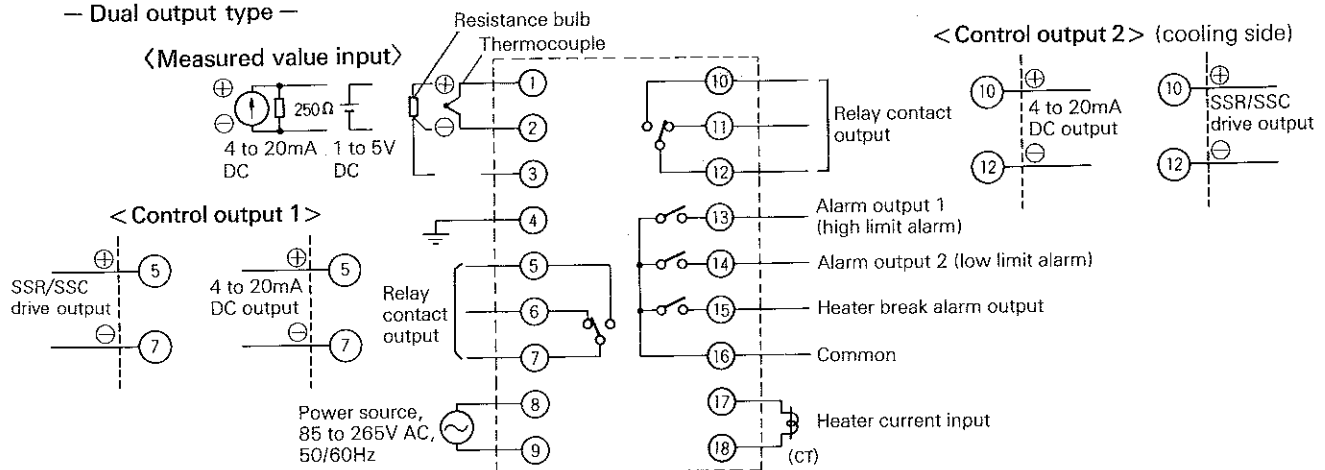 — Dual output type —
〈Measured value input〉
⊕
⊖
250Ω
4 to 20mA
DC
1 to 5V
DC
Resistance bulb
Thermocouple
⊕
⊖
1
2
3
4
<Control output 1>
⊕
5
SSR/SSC
drive output
⊖
7
⊕
5
4 to 20mA
DC output
⊖
7
Relay
contact
output
5
6
7
Power source,
85 to 265V AC,
50/60Hz
8
9
10
11
12
Relay contact
output
13
Alarm output 1
(high limit alarm)
14
Alarm output 2 (low limit alarm)
15
Heater break alarm output
16
Common
17
18
Heater current input
(CT)
<Control output 2> (cooling side)
10
⊕
4 to 20mA
DC output
12
⊖
10
⊕
SSR/SSC
drive output
12
⊖